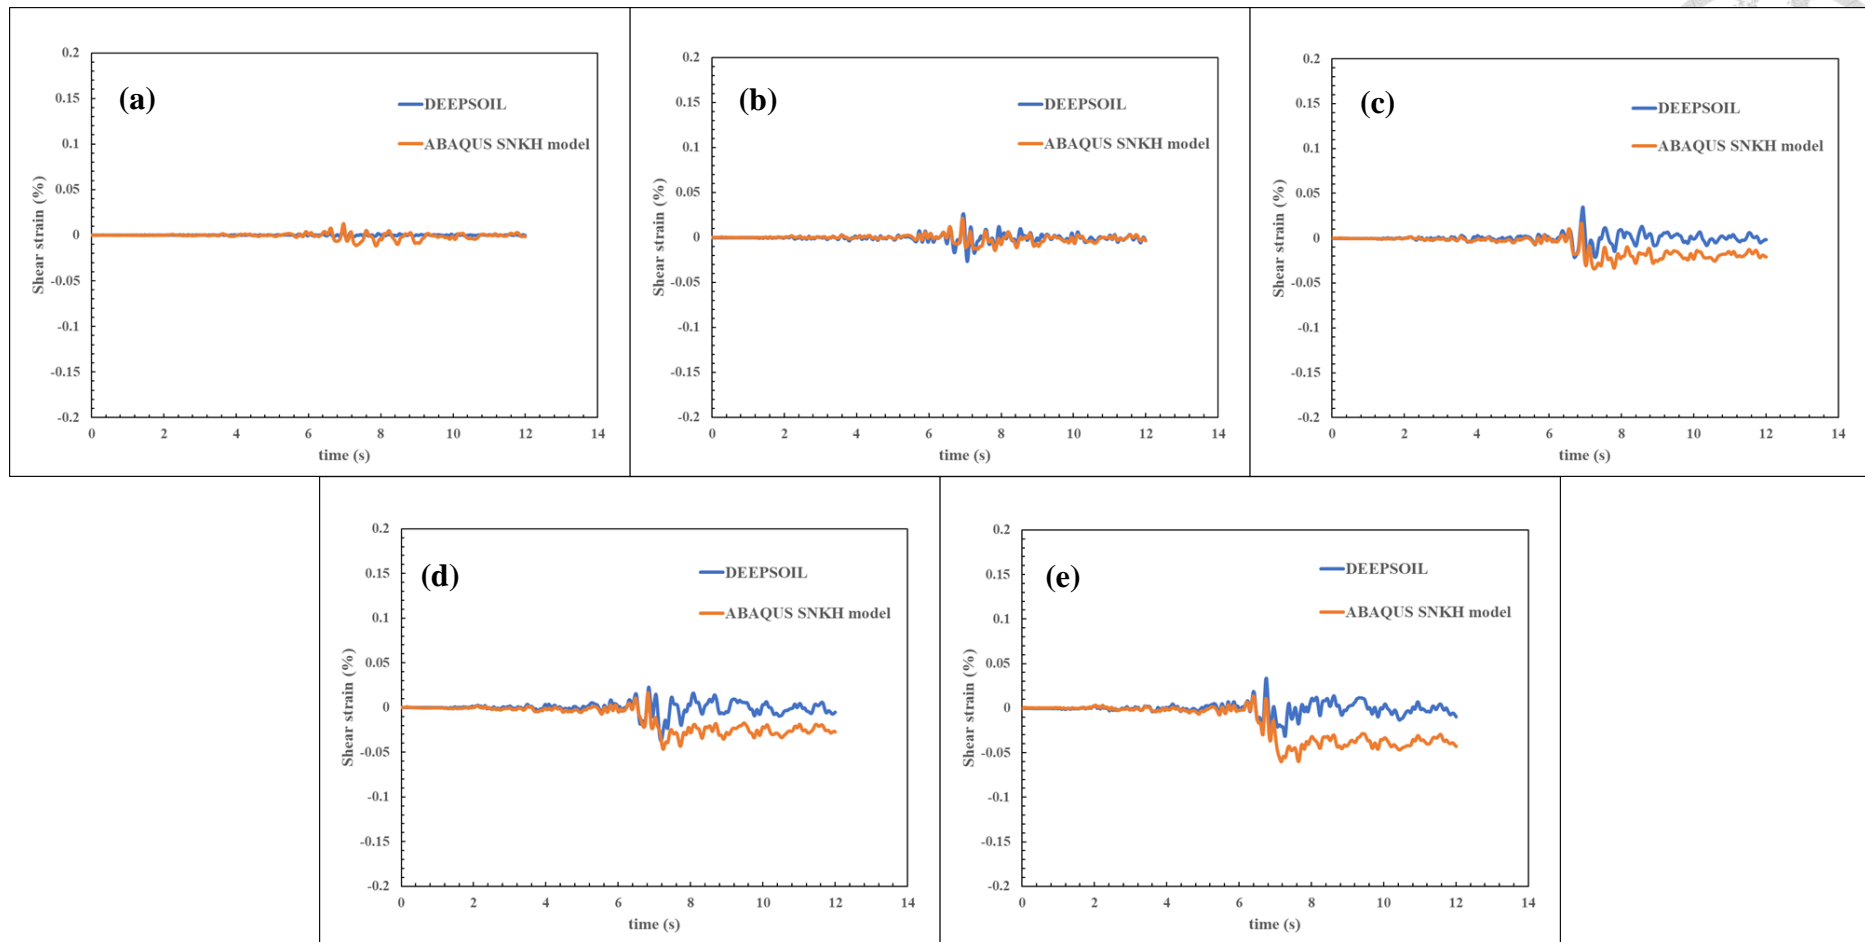 (a)
DEEPSOIL
ABAQUS SNKH model
Shear strain (%)
0.2
0.15
0.1
0.05
0
-0.05
-0.1
-0.15
-0.2
0 2 4 6 8 10 12 14
time (s)
(b)
DEEPSOIL
ABAQUS SNKH model
Shear strain (%)
0.2
0.15
0.1
0.05
0
-0.05
-0.1
-0.15
-0.2
0 2 4 6 8 10 12 14
time (s)
(c)
DEEPSOIL
ABAQUS SNKH model
Shear strain (%)
0.2
0.15
0.1
0.05
0
-0.05
-0.1
-0.15
-0.2
0 2 4 6 8 10 12 14
time (s)
(d)
DEEPSOIL
ABAQUS SNKH model
Shear strain (%)
0.2
0.15
0.1
0.05
0
-0.05
-0.1
-0.15
-0.2
0 2 4 6 8 10 12 14
time (s)
(e)
DEEPSOIL
ABAQUS SNKH model
Shear strain (%)
0.2
0.15
0.1
0.05
0
-0.05
-0.1
-0.15
-0.2
0 2 4 6 8 10 12 14
time (s)